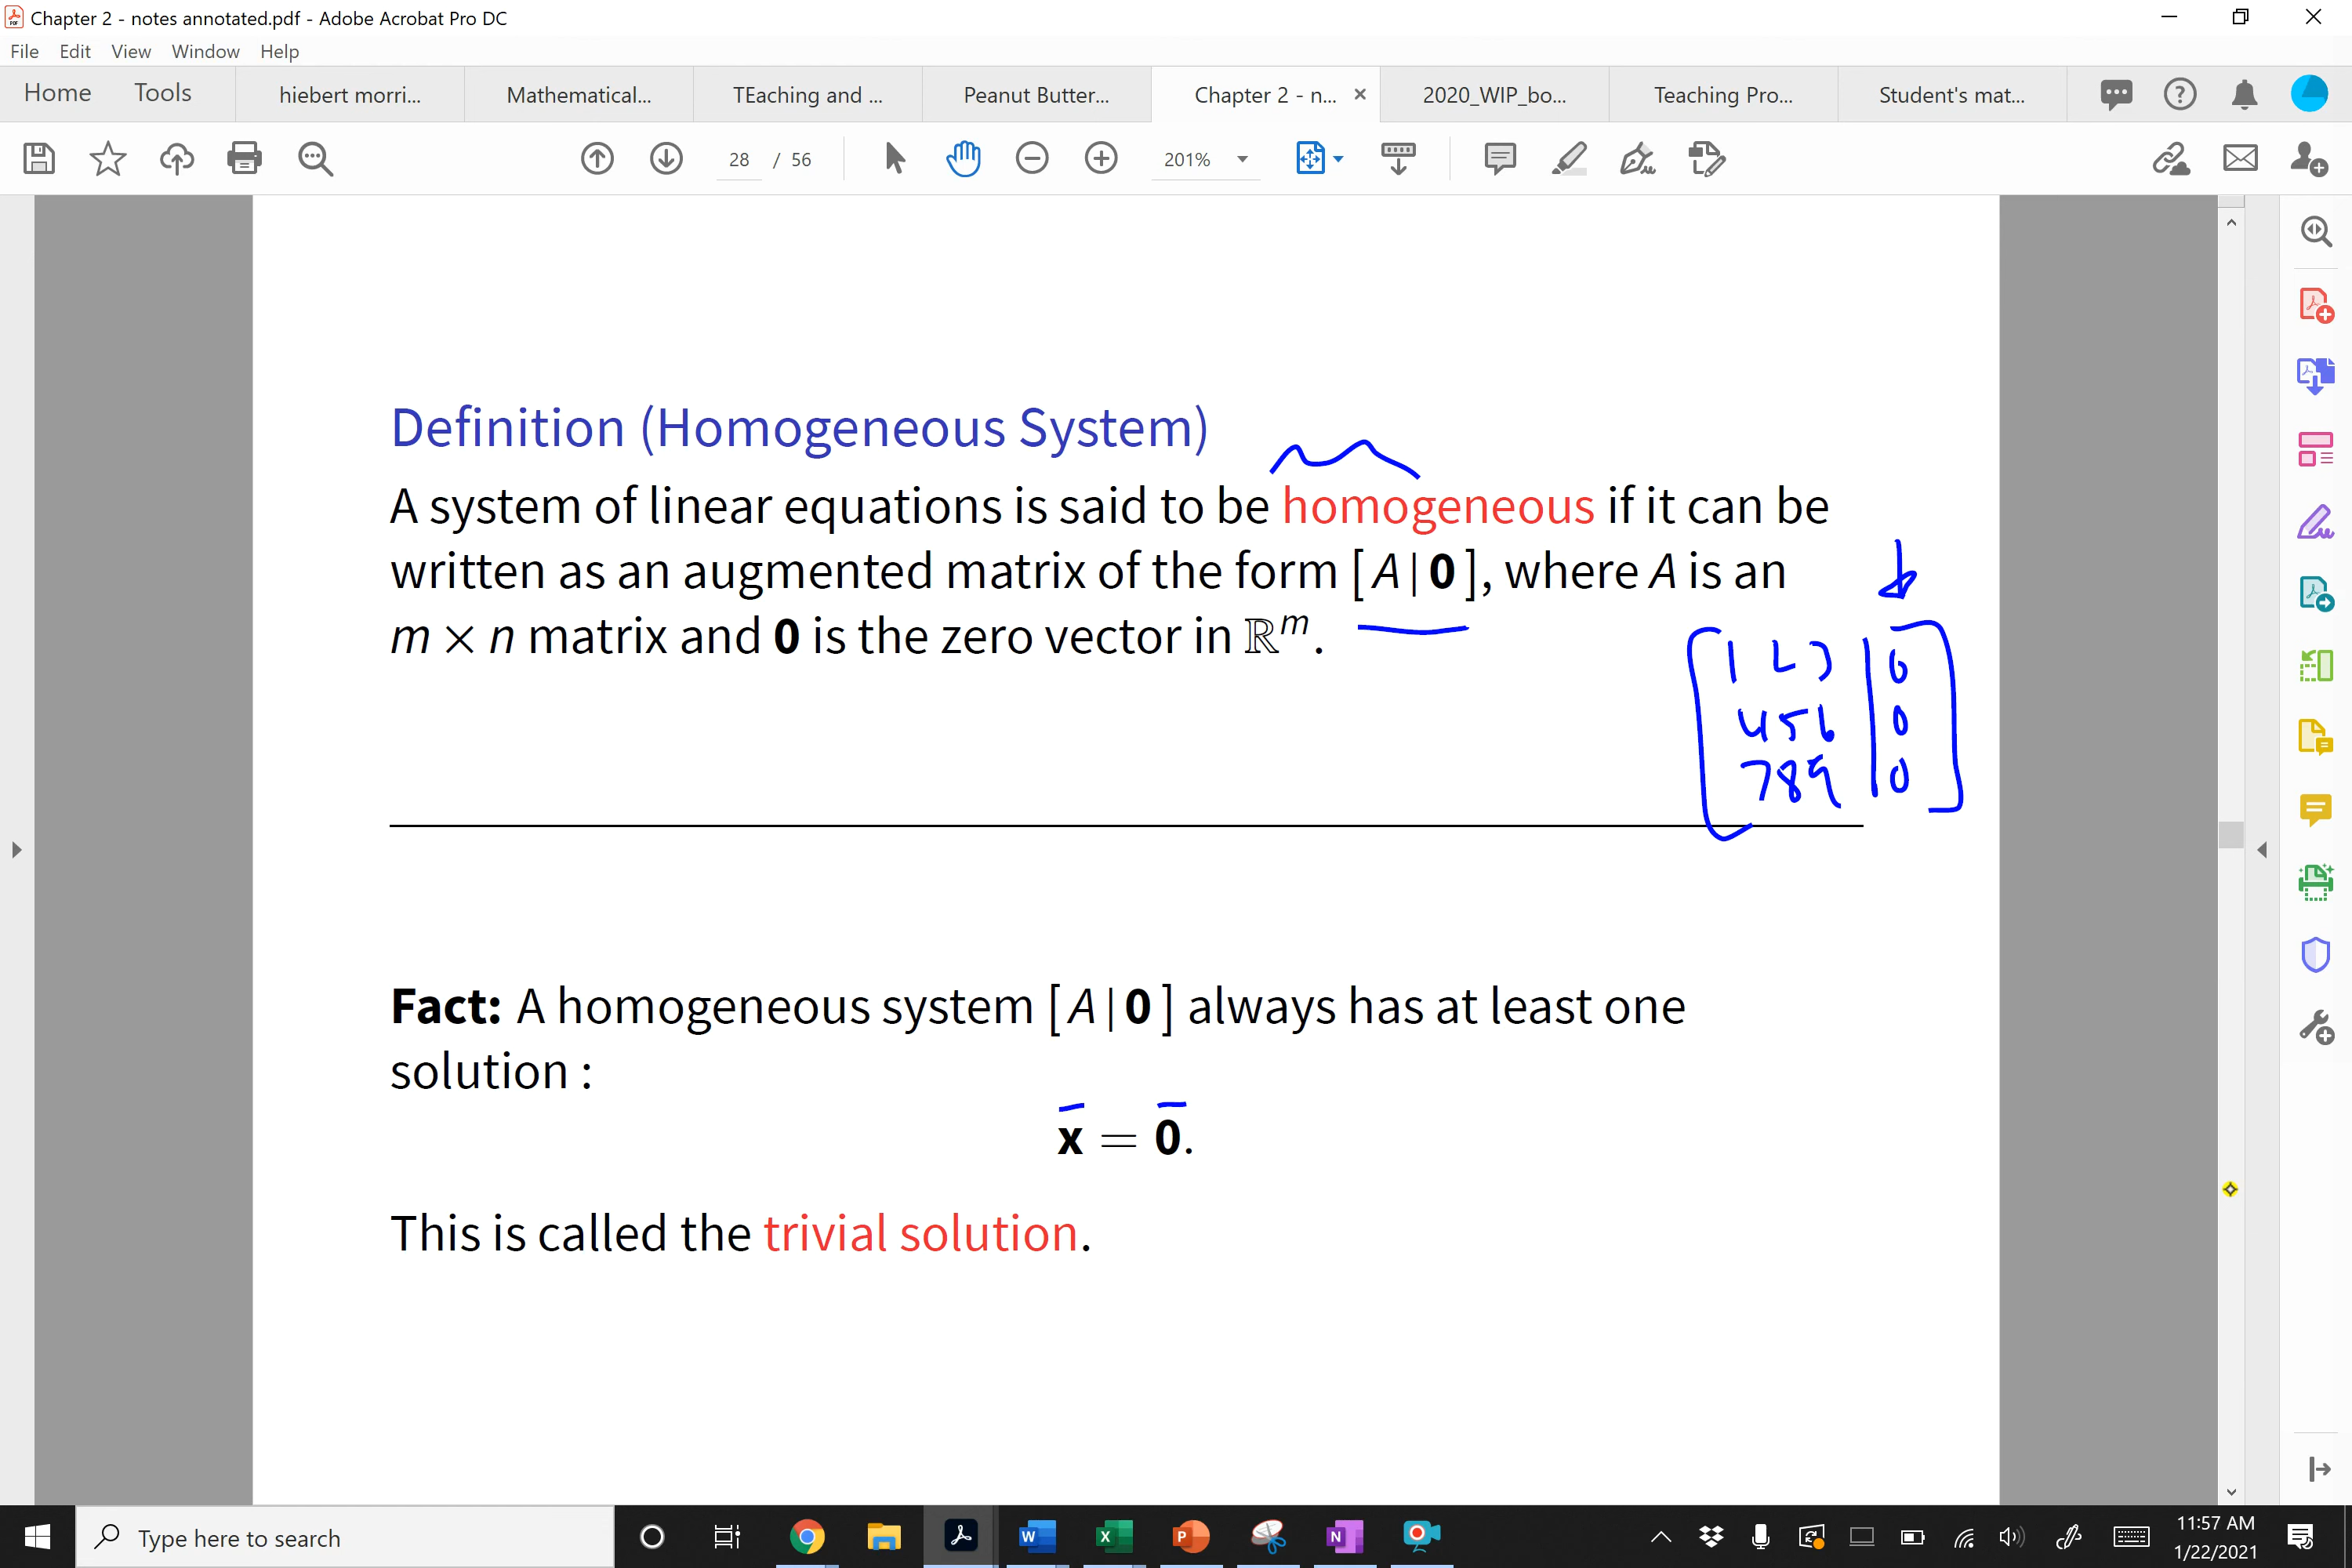 Chapter 2 - notes annotated.pdf - Adobe Acrobat Pro DC
File Edit View Window Help
Home Tools hiebert morri... Mathematical... TEaching and ... Peanut Butter... Chapter 2 - n... × 2020_WIP_bo... Teaching Pro... Student's mat...
28 / 56 201%
Definition (Homogeneous System)
A system of linear equations is said to be homogeneous if it can be
written as an augmented matrix of the form [A|0], where A is an
m × n matrix and 0 is the zero vector in ℝᵐ.
1 2 3 | 0
4 5 6 | 0
7 8 9 | 0
Fact: A homogeneous system [A|0] always has at least one
solution :
x = 0.
This is called the trivial solution.
Type here to search
11:57 AM
1/22/2021